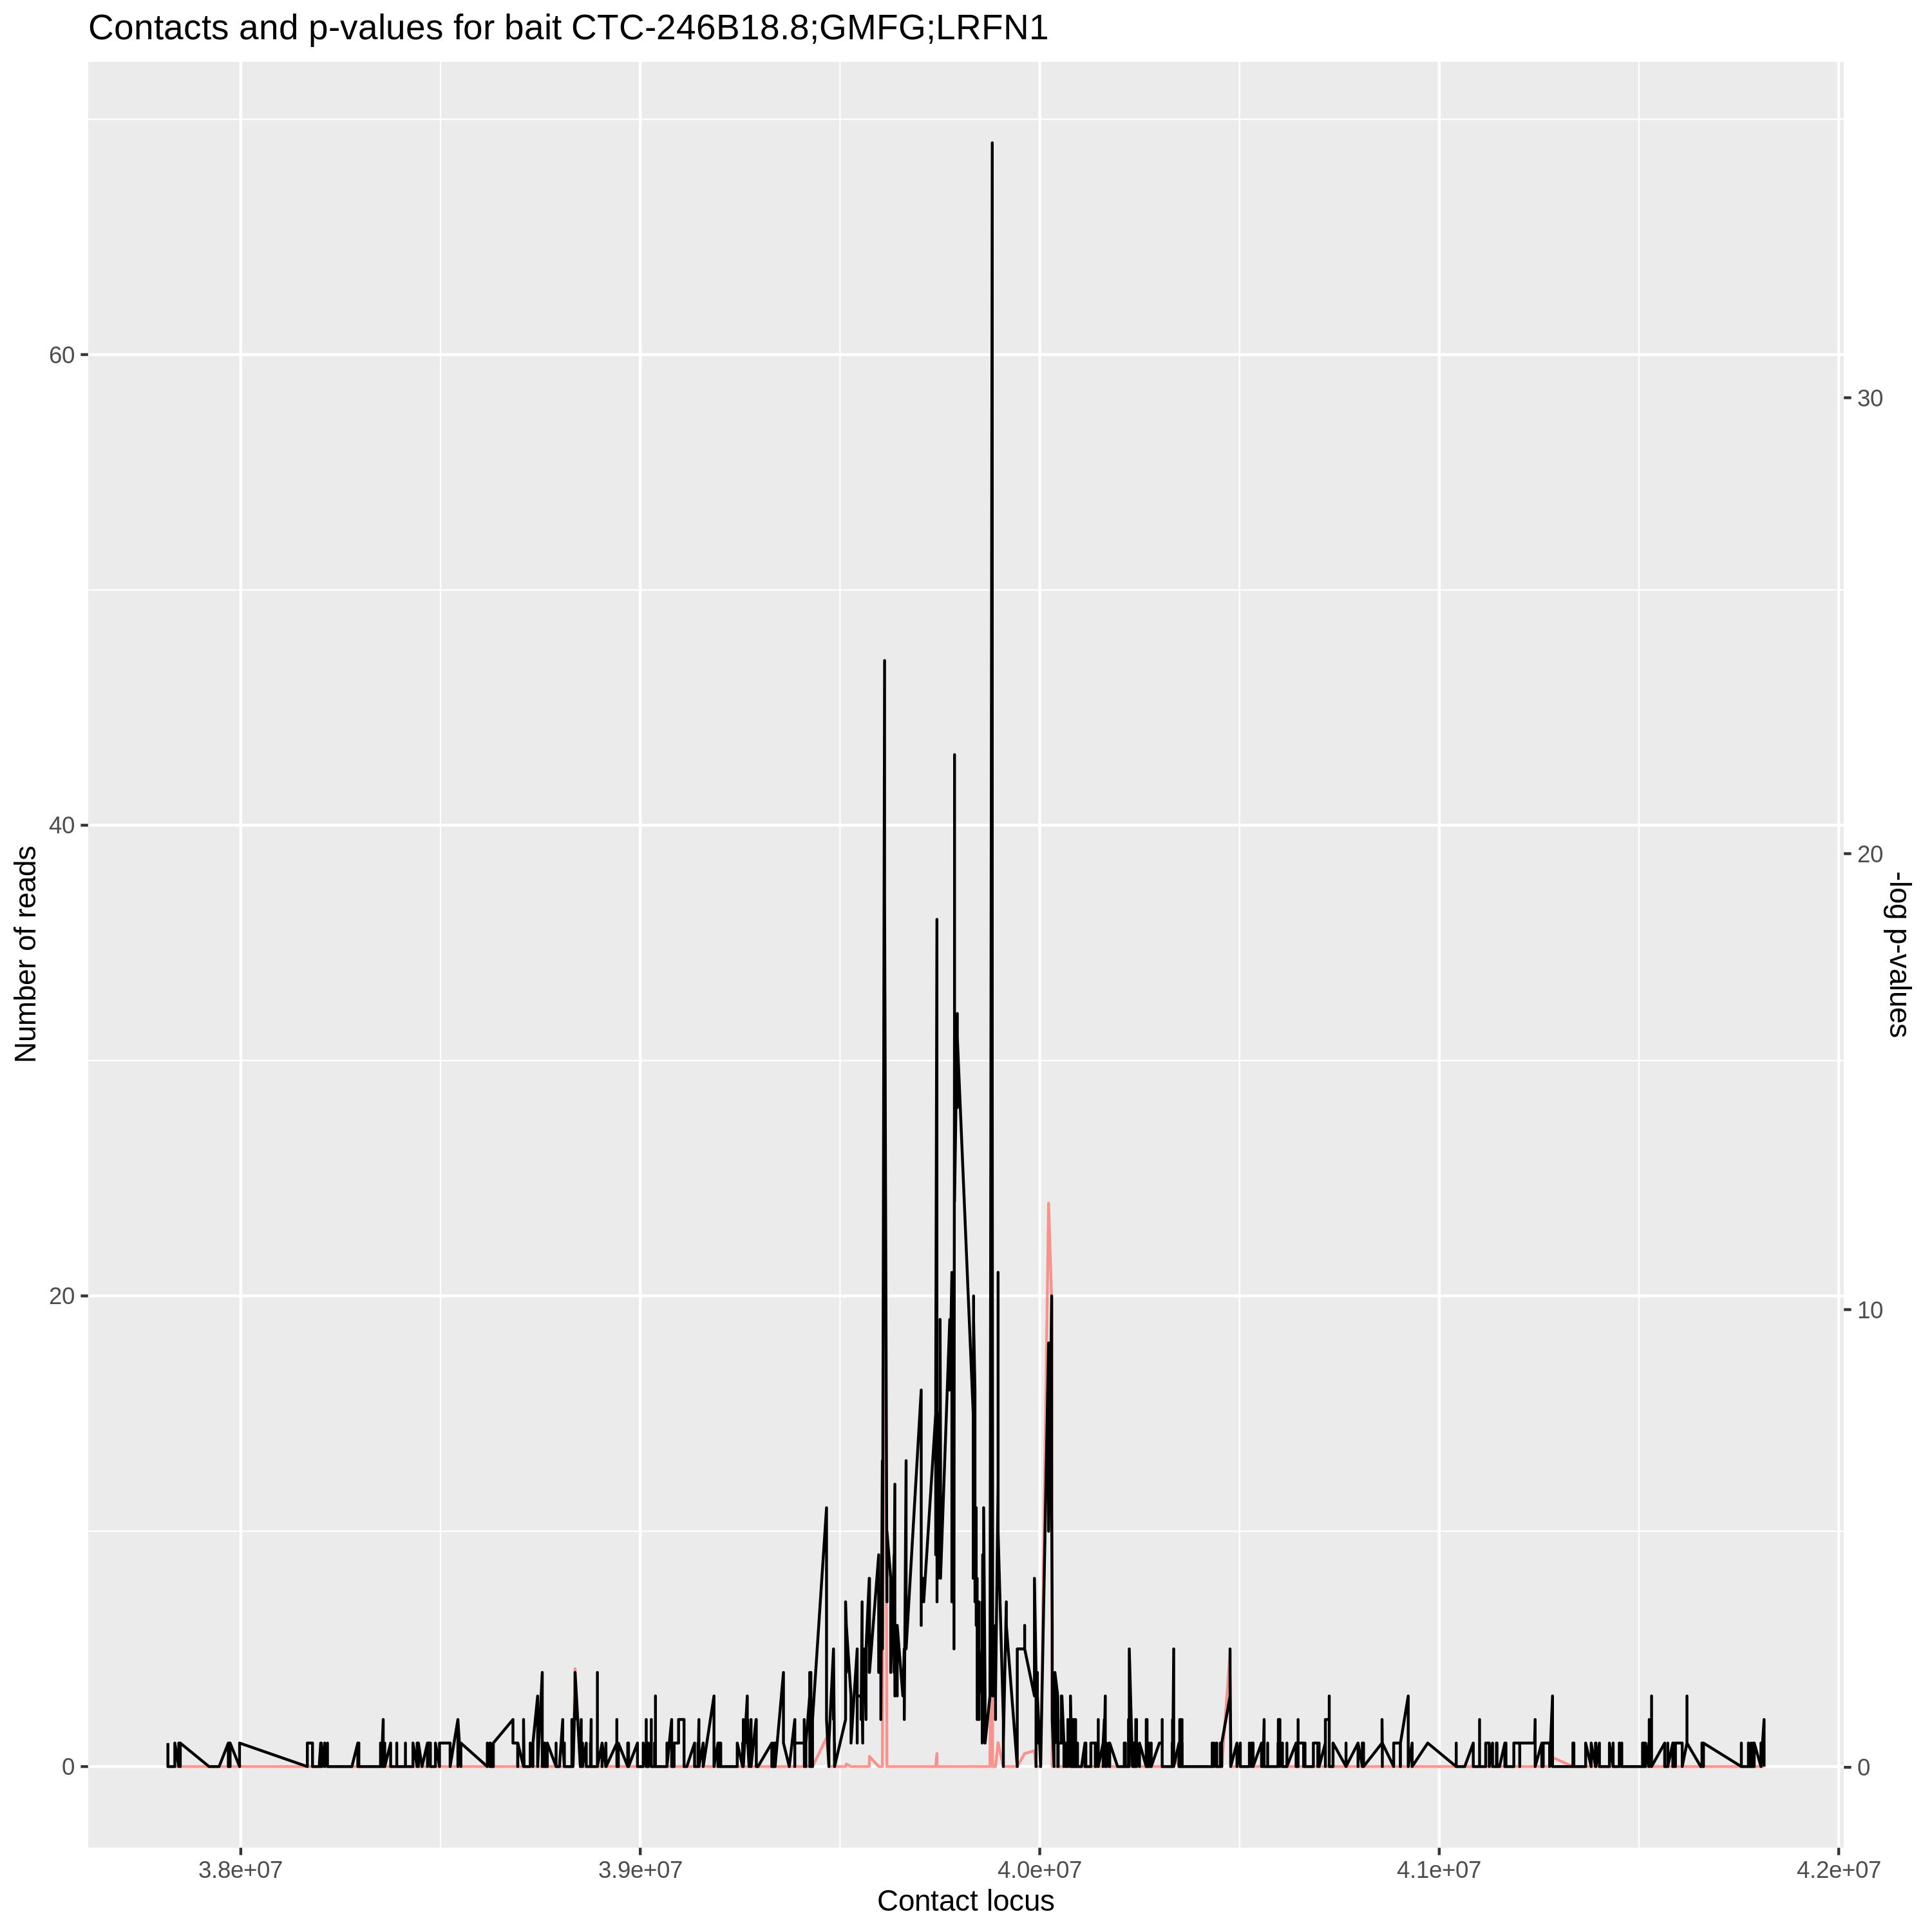 Contacts and p-values for bait CTC-246B18.8;GMFG;LRFN1
60
40
20
0
Number of reads
30
20
10
0
-log p-values
3.8e+07
3.9e+07
4.0e+07
4.1e+07
4.2e+07
Contact locus